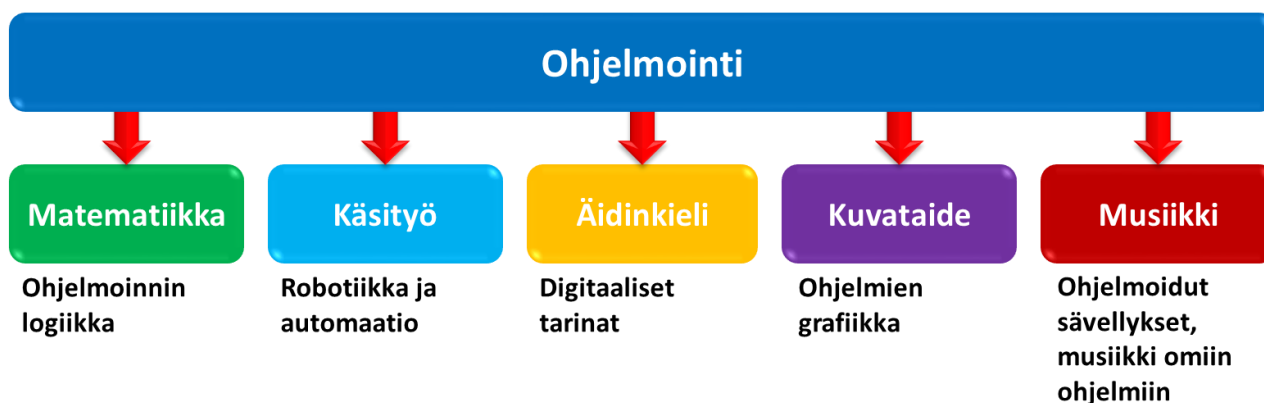 Ohjelmointi
Matematiikka
Käsityö
Äidinkieli
Kuvataide
Musiikki
Ohjelmoinnin
logiikka
Robotiikka ja
automaatio
Digitaaliset
tarinat
Ohjelmien
grafiikka
Ohjelmoidut
sävellykset,
musiikki omiin
ohjelmiin